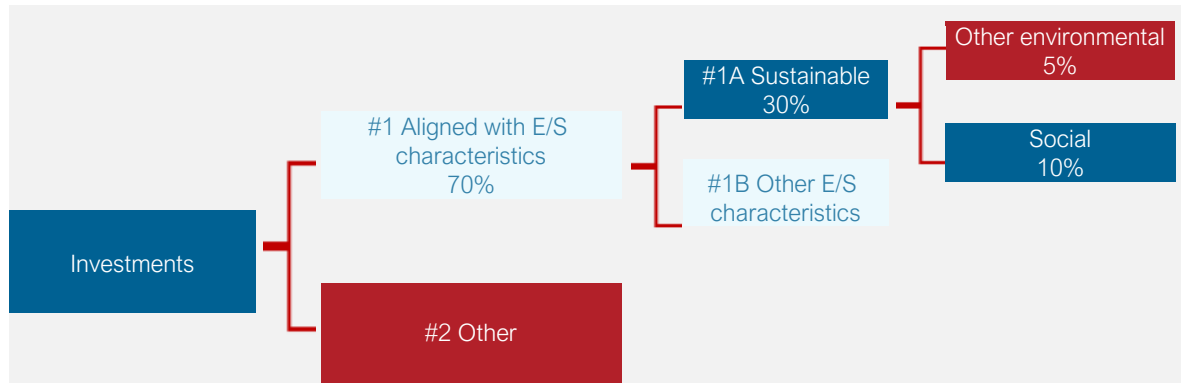 Investments
#1 Aligned with E/S
characteristics
70%
#2 Other
#1A Sustainable
30%
#1B Other E/S
characteristics
Other environmental
5%
Social
10%